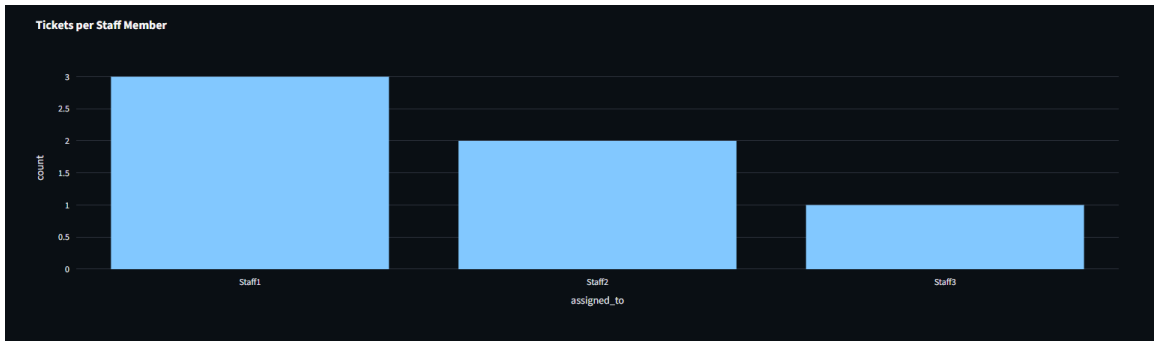 Tickets per Staff Member
3
2.5
2
1.5
1
0.5
0
count
Staff1 Staff2 Staff3
assigned_to